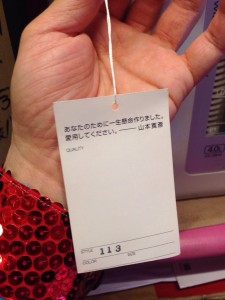 あなたのために一生懸命作りました。
愛用してください。――山本寛斎
QUALITY
STYLE 113
COLOR SIZE